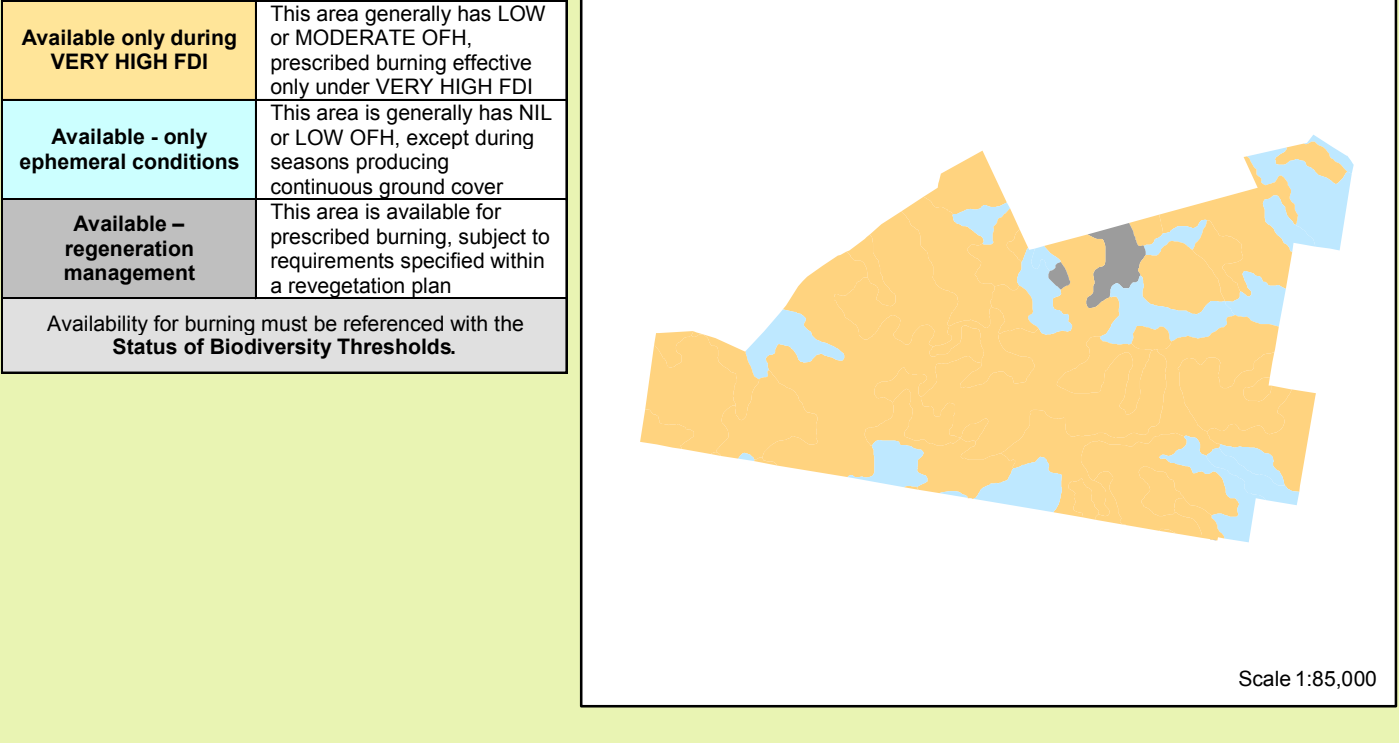 Available only during
VERY HIGH FDI
This area generally has LOW
or MODERATE OFH,
prescribed burning effective
only under VERY HIGH FDI
Available - only
ephemeral conditions
This area is generally has NIL
or LOW OFH, except during
seasons producing
continuous ground cover
Available –
regeneration
management
This area is available for
prescribed burning, subject to
requirements specified within
a revegetation plan
Availability for burning must be referenced with the
Status of Biodiversity Thresholds.
Scale 1:85,000